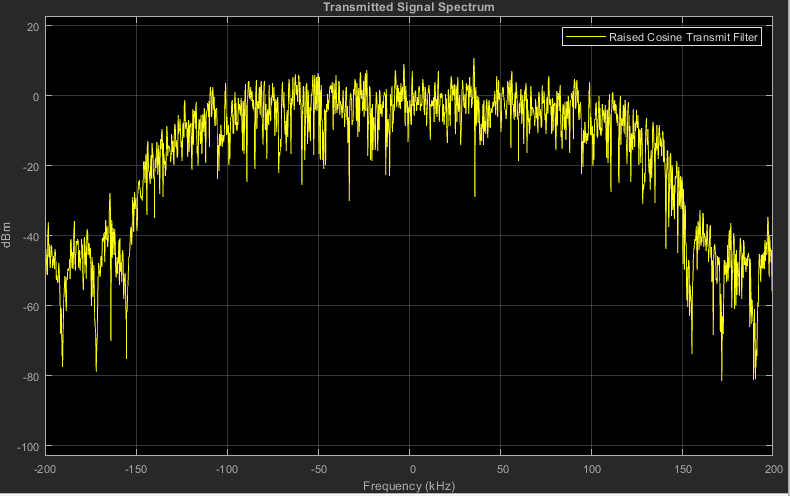 Transmitted Signal Spectrum
Raised Cosine Transmit Filter
20
0
-20
-40
-60
-80
-100
dBm
-200 -150 -100 -50 0 50 100 150 200
Frequency (kHz)